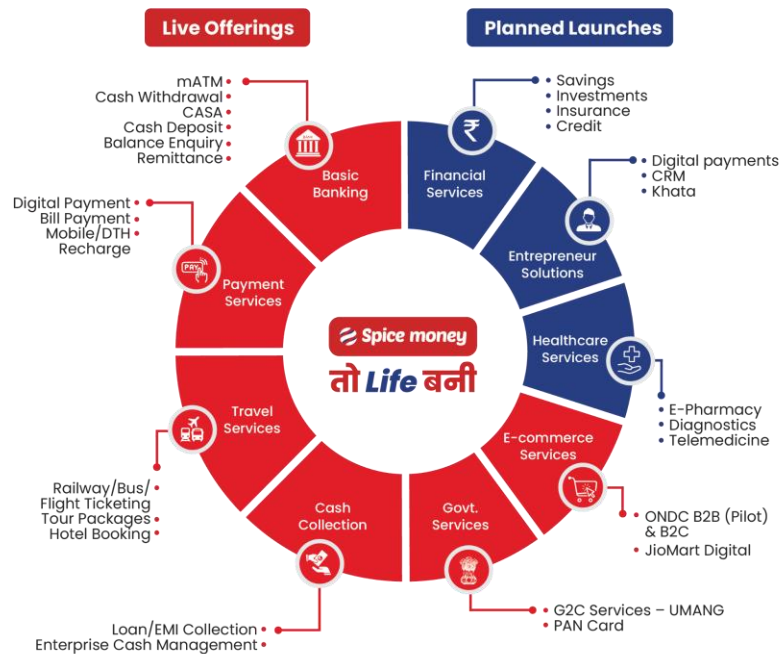 Live Offerings
Planned Launches
mATM
Cash Withdrawal
CASA
Cash Deposit
Balance Enquiry
Remittance
• Savings
• Investments
• Insurance
• Credit
Basic
Banking
Financial
Services
• Digital payments
• CRM
• Khata
Digital Payment
Bill Payment
Mobile/DTH
Recharge
PAY
Payment
Services
Entrepreneur
Solutions
Healthcare
Services
Spice money
तो Life बनी
Travel
Services
E-commerce
Services
• E-Pharmacy
• Diagnostics
• Telemedicine
Railway/Bus/
Flight Ticketing
Tour Packages
Hotel Booking
Cash
Collection
Govt.
Services
• ONDC B2B (Pilot)
& B2C
• JioMart Digital
Loan/EMI Collection
Enterprise Cash Management
• G2C Services – UMANG
• PAN Card